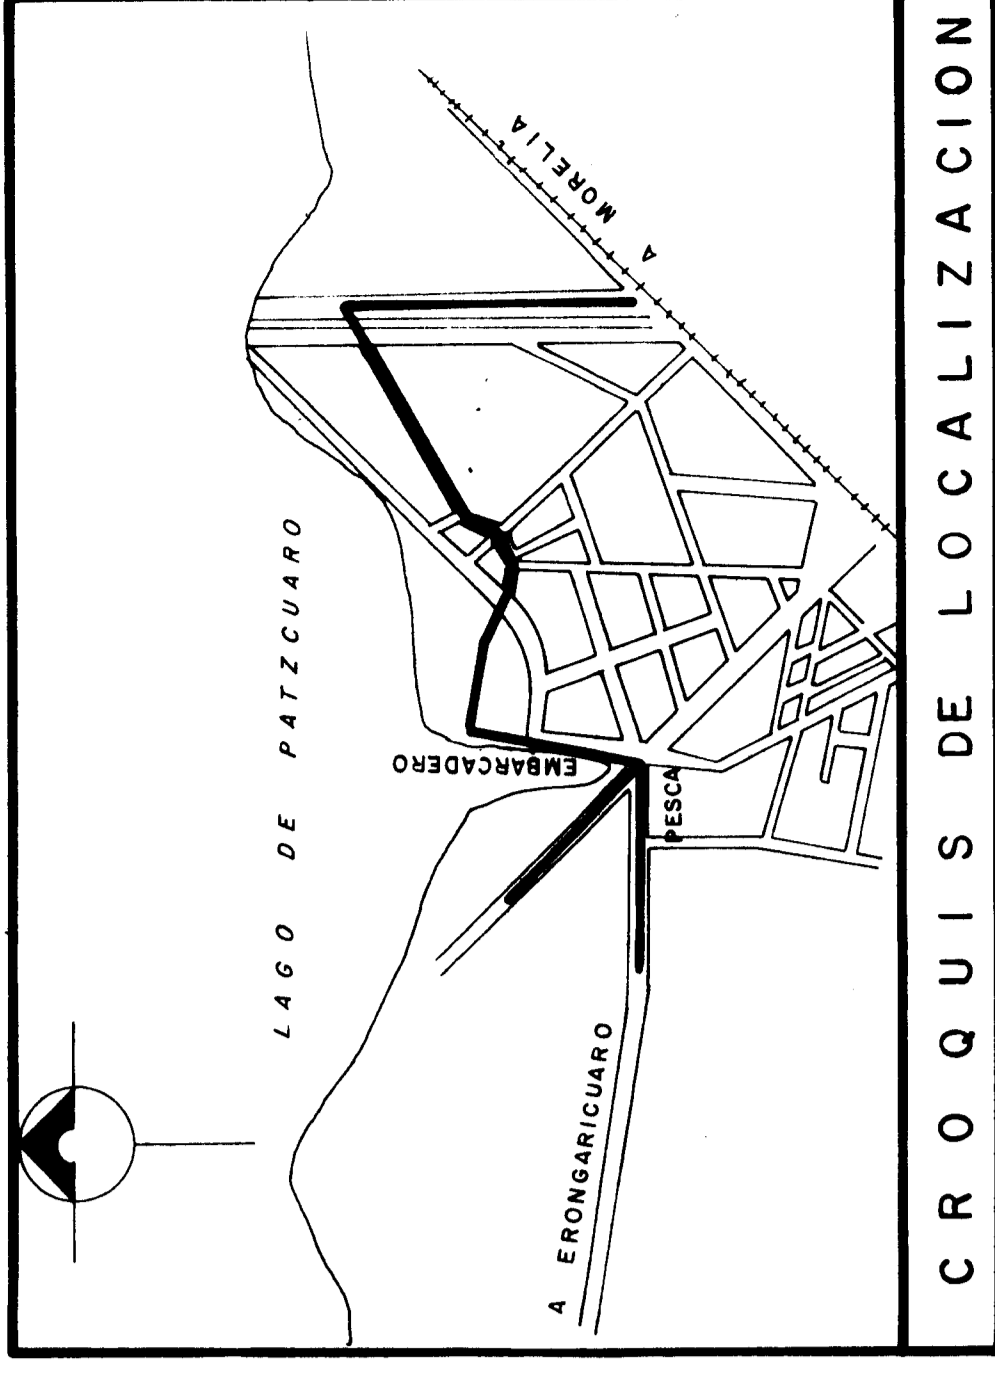 LAGO DE PATZCUARO
A MORELIA
EMBARCADERO
PESCA
A ERONGARICUARO
CROQUIS DE LOCALIZACION